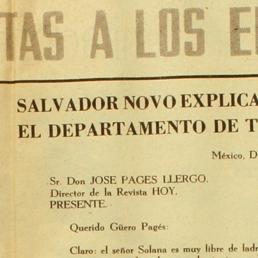 TAS A LOS E
SALVADOR NOVO EXPLICA
EL DEPARTAMENTO DE T
México, D
Sr. Don JOSE PAGES LLERGO.
Director de la Revista HOY.
PRESENTE.
Querido Güero Pagés:
Claro: el señor Solana es muy libre de ladr